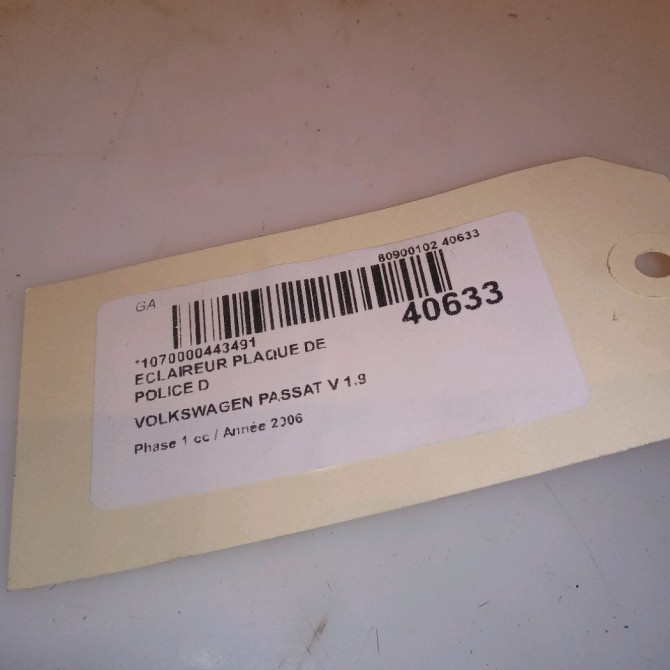 GA
80900102 40633
40633
*1070000443491
ECLAIREUR PLAQUE DE
POLICE D
VOLKSWAGEN PASSAT V 1.9
Phase 1 cc / Année 2006